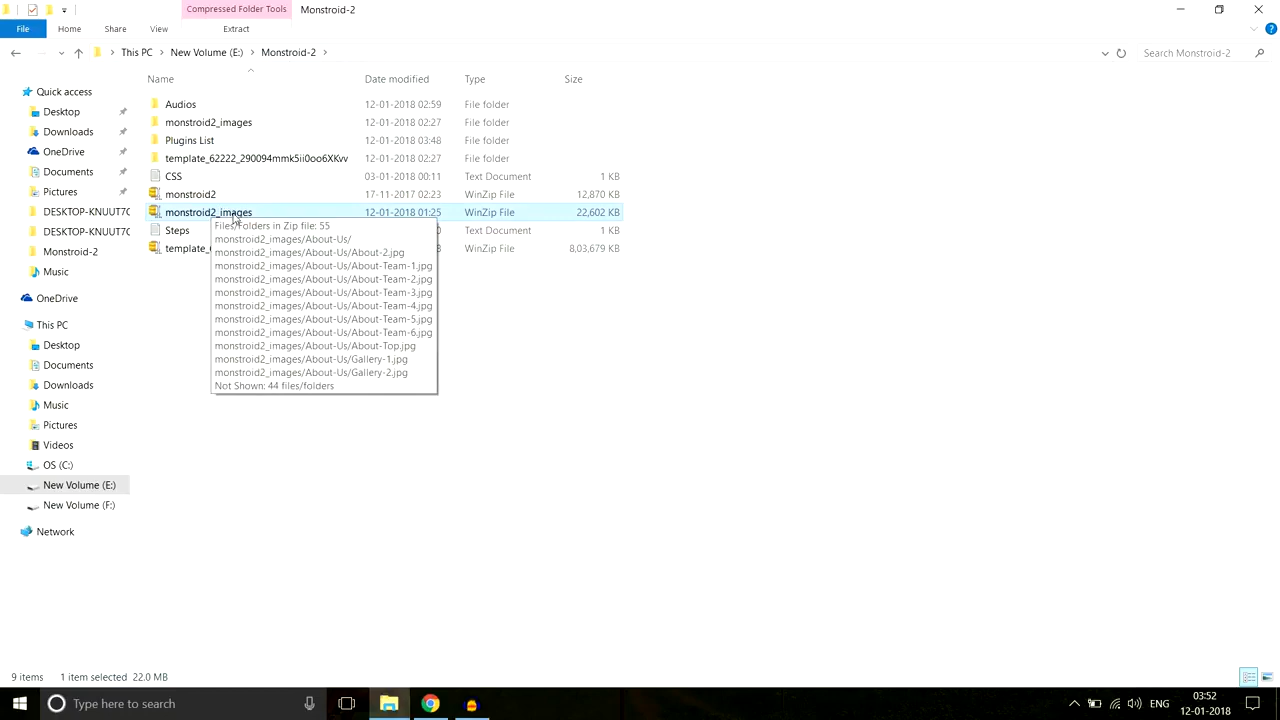 Compressed Folder Tools
Monstroid-2
File
Home
Share
View
Extract
This PC
New Volume (E:)
Monstroid-2
Search Monstroid-2
Name
Date modified
Type
Size
Quick access
Desktop
Downloads
OneDrive
Documents
Pictures
DESKTOP-KNUUT7C
DESKTOP-KNUUT7C
Monstroid-2
Music
OneDrive
This PC
Desktop
Documents
Downloads
Music
Pictures
Videos
OS (C:)
New Volume (E:)
New Volume (F:)
Network
Audios 12-01-2018 02:59 File folder
monstroid2_images 12-01-2018 02:27 File folder
Plugins List 12-01-2018 03:48 File folder
template_62222_290094mmk5ii0oo6XKvv 12-01-2018 02:27 File folder
CSS 03-01-2018 00:11 Text Document 1 KB
monstroid2 17-11-2017 02:23 WinZip File 12,870 KB
monstroid2_images 12-01-2018 01:25 WinZip File 22,602 KB
Steps Text Document 1 KB
template_ WinZip File 8,03,679 KB
Files/Folders in Zip file: 55
monstroid2_images/About-Us/
monstroid2_images/About-Us/About-2.jpg
monstroid2_images/About-Us/About-Team-1.jpg
monstroid2_images/About-Us/About-Team-2.jpg
monstroid2_images/About-Us/About-Team-3.jpg
monstroid2_images/About-Us/About-Team-4.jpg
monstroid2_images/About-Us/About-Team-5.jpg
monstroid2_images/About-Us/About-Team-6.jpg
monstroid2_images/About-Us/About-Top.jpg
monstroid2_images/About-Us/Gallery-1.jpg
monstroid2_images/About-Us/Gallery-2.jpg
Not Shown: 44 files/folders
9 items 1 item selected 22.0 MB
Type here to search
ENG
03:52
12-01-2018